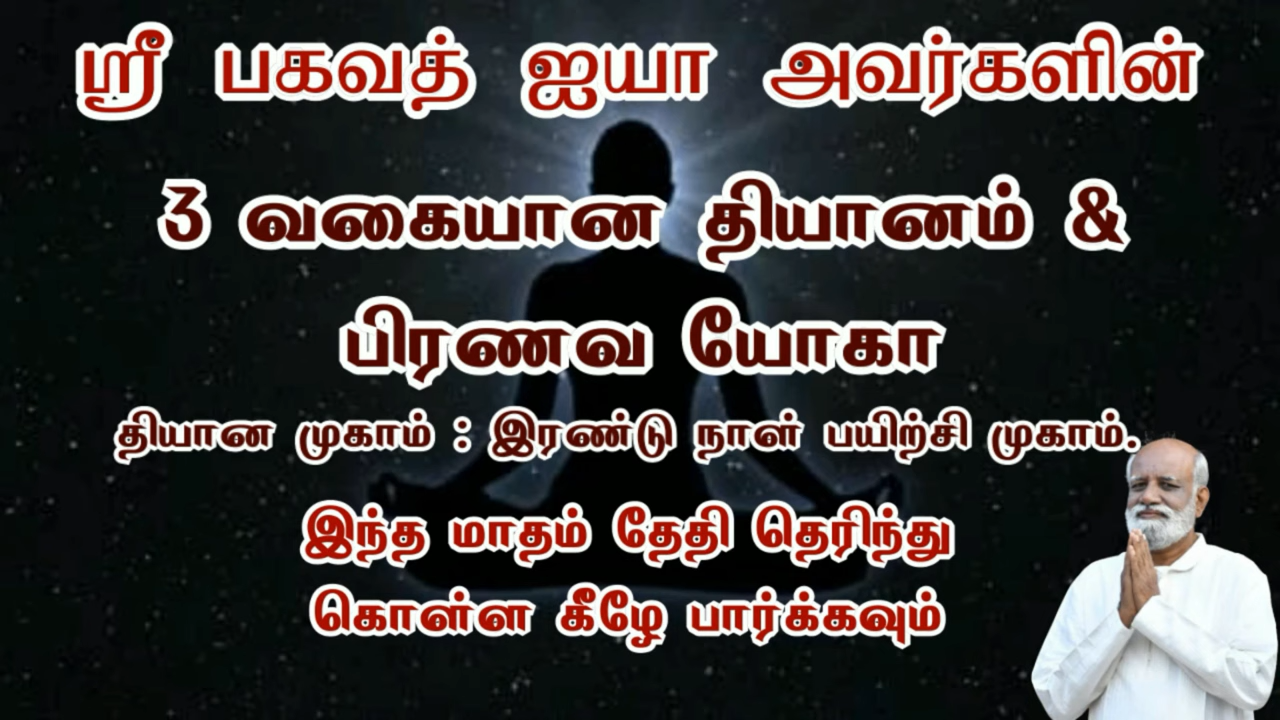 ஸ்ரீ பகவத் ஐயா அவர்களின்
3 வகையான தியானம் &
பிரணவ யோகா
தியான முகாம் : இரண்டு நாள் பயிற்சி முகாம்.
இந்த மாதம் தேதி தெரிந்து
கொள்ள கீழே பார்க்கவும்